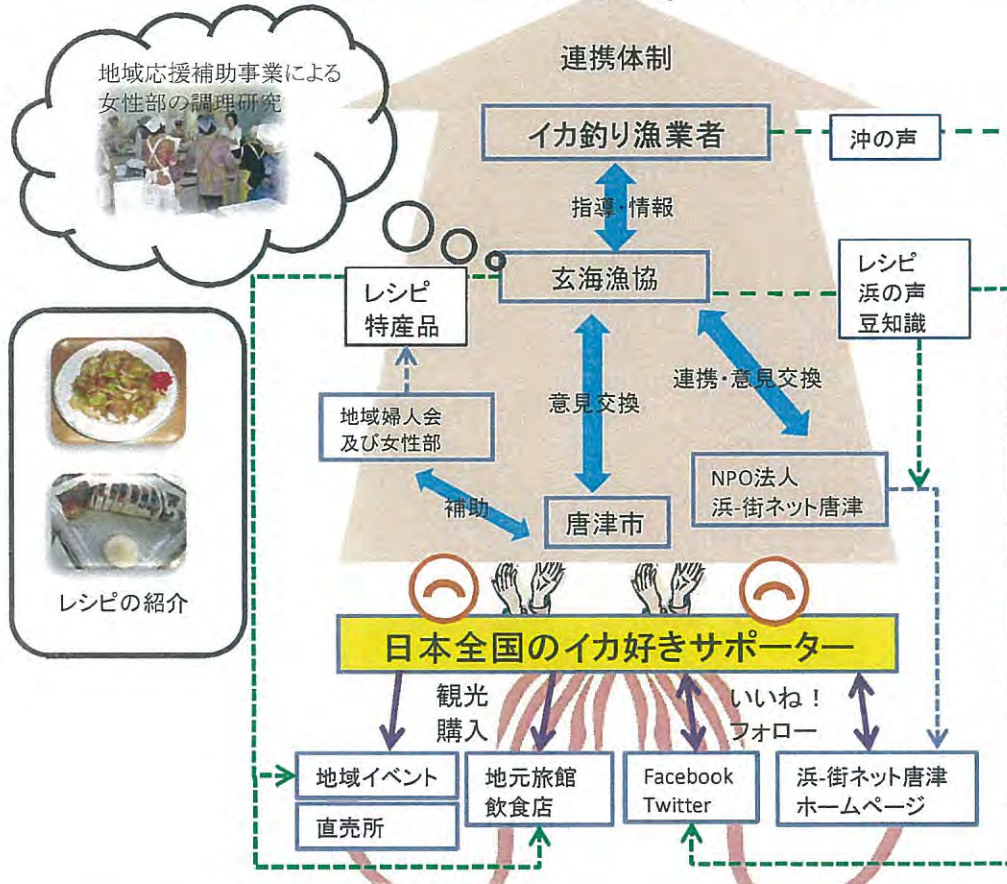 連携体制
地域応援補助事業による
女性部の調理研究
イカ釣り漁業者
沖の声
指導・情報
玄海漁協
レシピ
特産品
レシピ
浜の声
豆知識
連携・意見交換
意見交換
地域婦人会
及び女性部
補助
唐津市
NPO法人
浜-街ネット唐津
レシピの紹介
日本全国のイカ好きサポーター
観光
購入
いいね!
フォロー
地域イベント
直売所
地元旅館
飲食店
Facebook
Twitter
浜-街ネット唐津
ホームページ